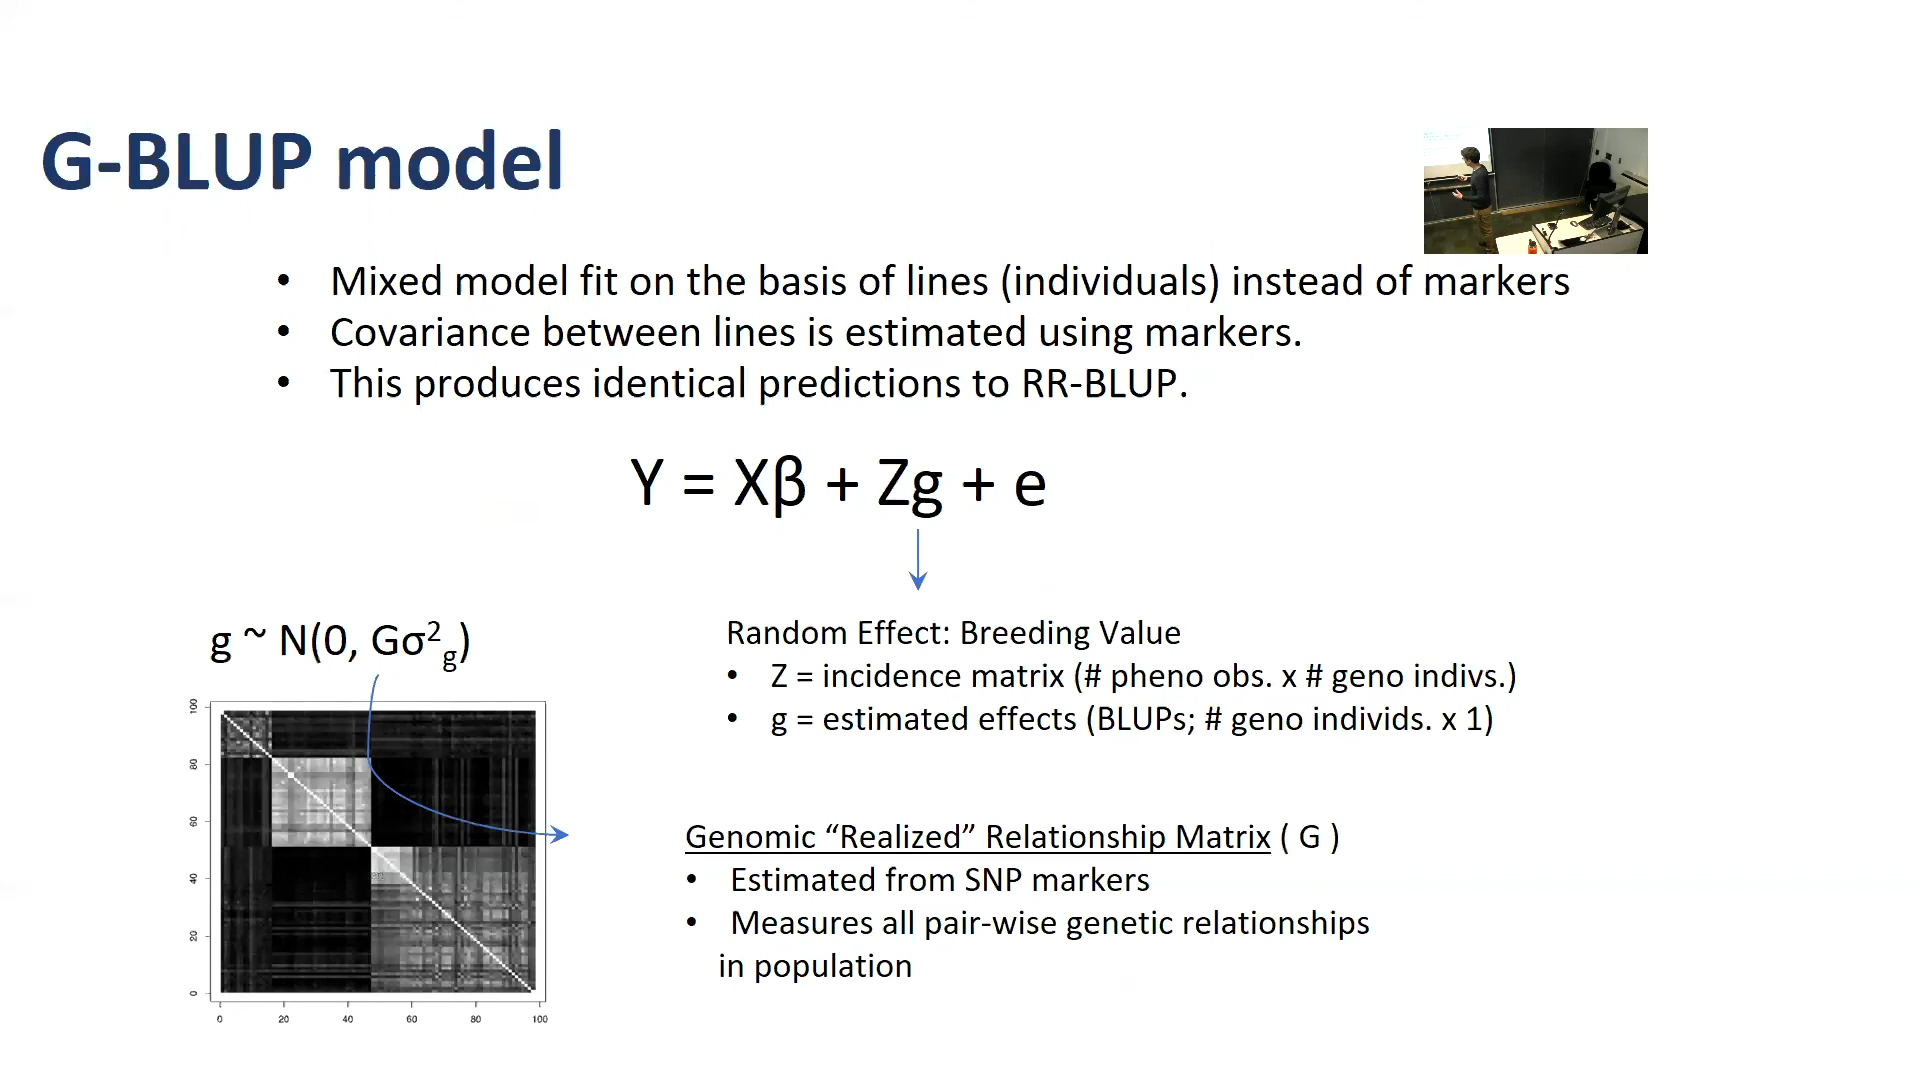 G-BLUP model
• Mixed model fit on the basis of lines (individuals) instead of markers
• Covariance between lines is estimated using markers.
• This produces identical predictions to RR-BLUP.
Y = Xβ + Zg + e
g ~ N(0, Gσ²g)
Random Effect: Breeding Value
• Z = incidence matrix (# pheno obs. x # geno indivs.)
• g = estimated effects (BLUPs; # geno individs. x 1)
Genomic “Realized” Relationship Matrix ( G )
• Estimated from SNP markers
• Measures all pair-wise genetic relationships
in population
100
80
60
40
20
0
0 20 40 60 80 100